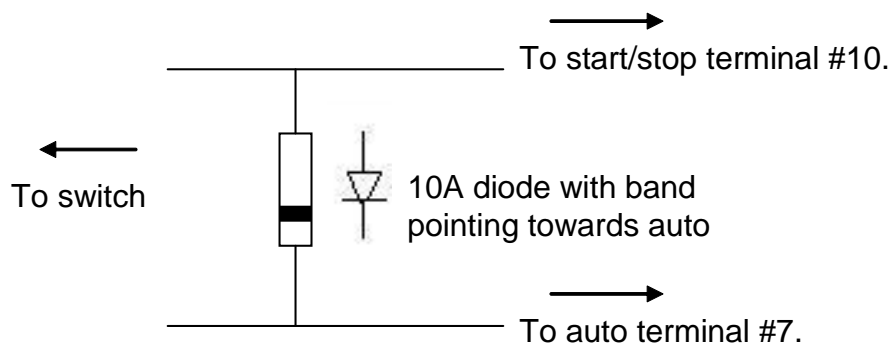 To start/stop terminal #10.
To switch
10A diode with band
pointing towards auto
To auto terminal #7.